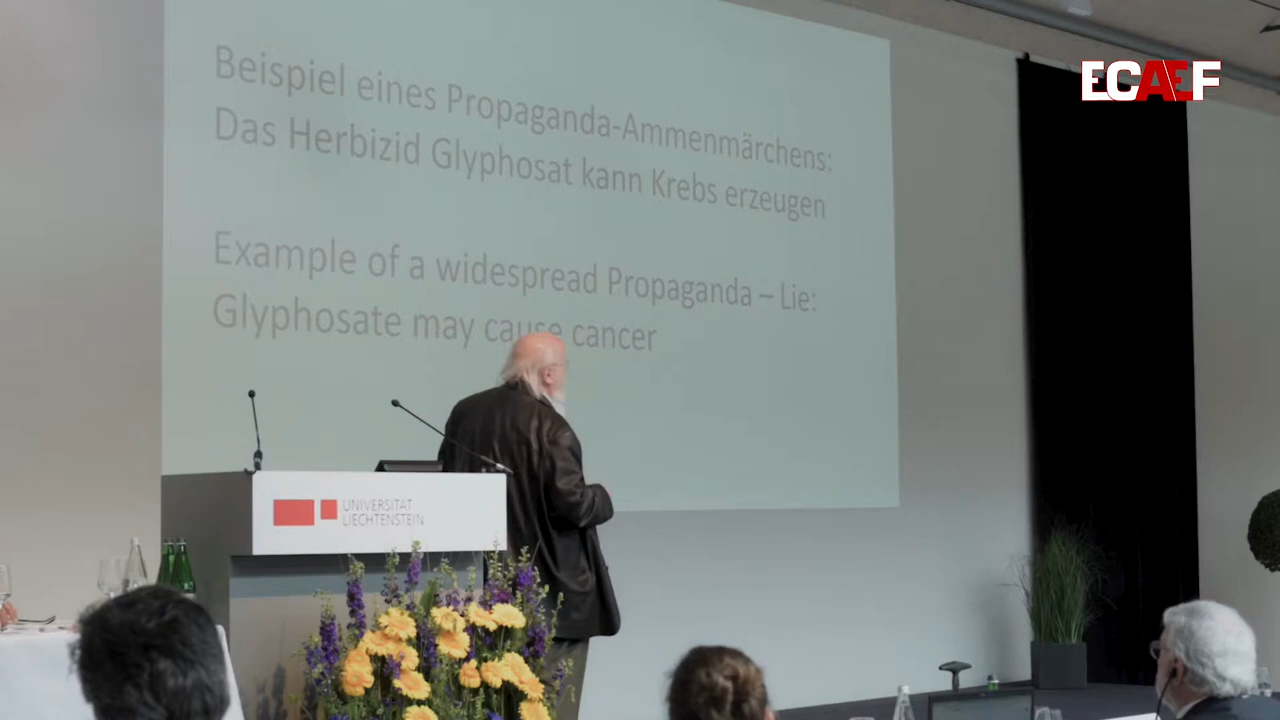 ECAEF
Beispiel eines Propaganda-Ammenmärchens:
Das Herbizid Glyphosat kann Krebs erzeugen
Example of a widespread Propaganda – Lie:
Glyphosate may cause cancer
UNIVERSITÄT
LIECHTENSTEIN